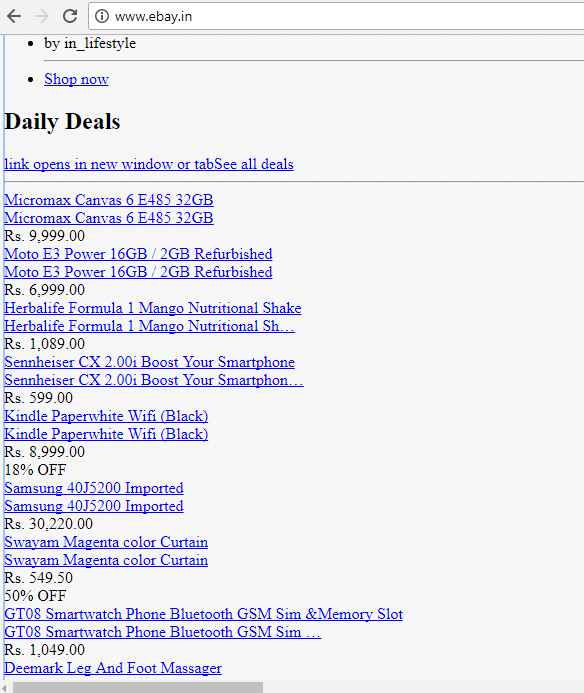 www.ebay.in
by in_lifestyle
Shop now
Daily Deals
link opens in new window or tabSee all deals
Micromax Canvas 6 E485 32GB
Micromax Canvas 6 E485 32GB
Rs. 9,999.00
Moto E3 Power 16GB / 2GB Refurbished
Moto E3 Power 16GB / 2GB Refurbished
Rs. 6,999.00
Herbalife Formula 1 Mango Nutritional Shake
Herbalife Formula 1 Mango Nutritional Sh…
Rs. 1,089.00
Sennheiser CX 2.00i Boost Your Smartphone
Sennheiser CX 2.00i Boost Your Smartphon…
Rs. 599.00
Kindle Paperwhite Wifi (Black)
Kindle Paperwhite Wifi (Black)
Rs. 8,999.00
18% OFF
Samsung 40J5200 Imported
Samsung 40J5200 Imported
Rs. 30,220.00
Swayam Magenta color Curtain
Swayam Magenta color Curtain
Rs. 549.50
50% OFF
GT08 Smartwatch Phone Bluetooth GSM Sim &Memory Slot
GT08 Smartwatch Phone Bluetooth GSM Sim …
Rs. 1,049.00
Deemark Leg And Foot Massager